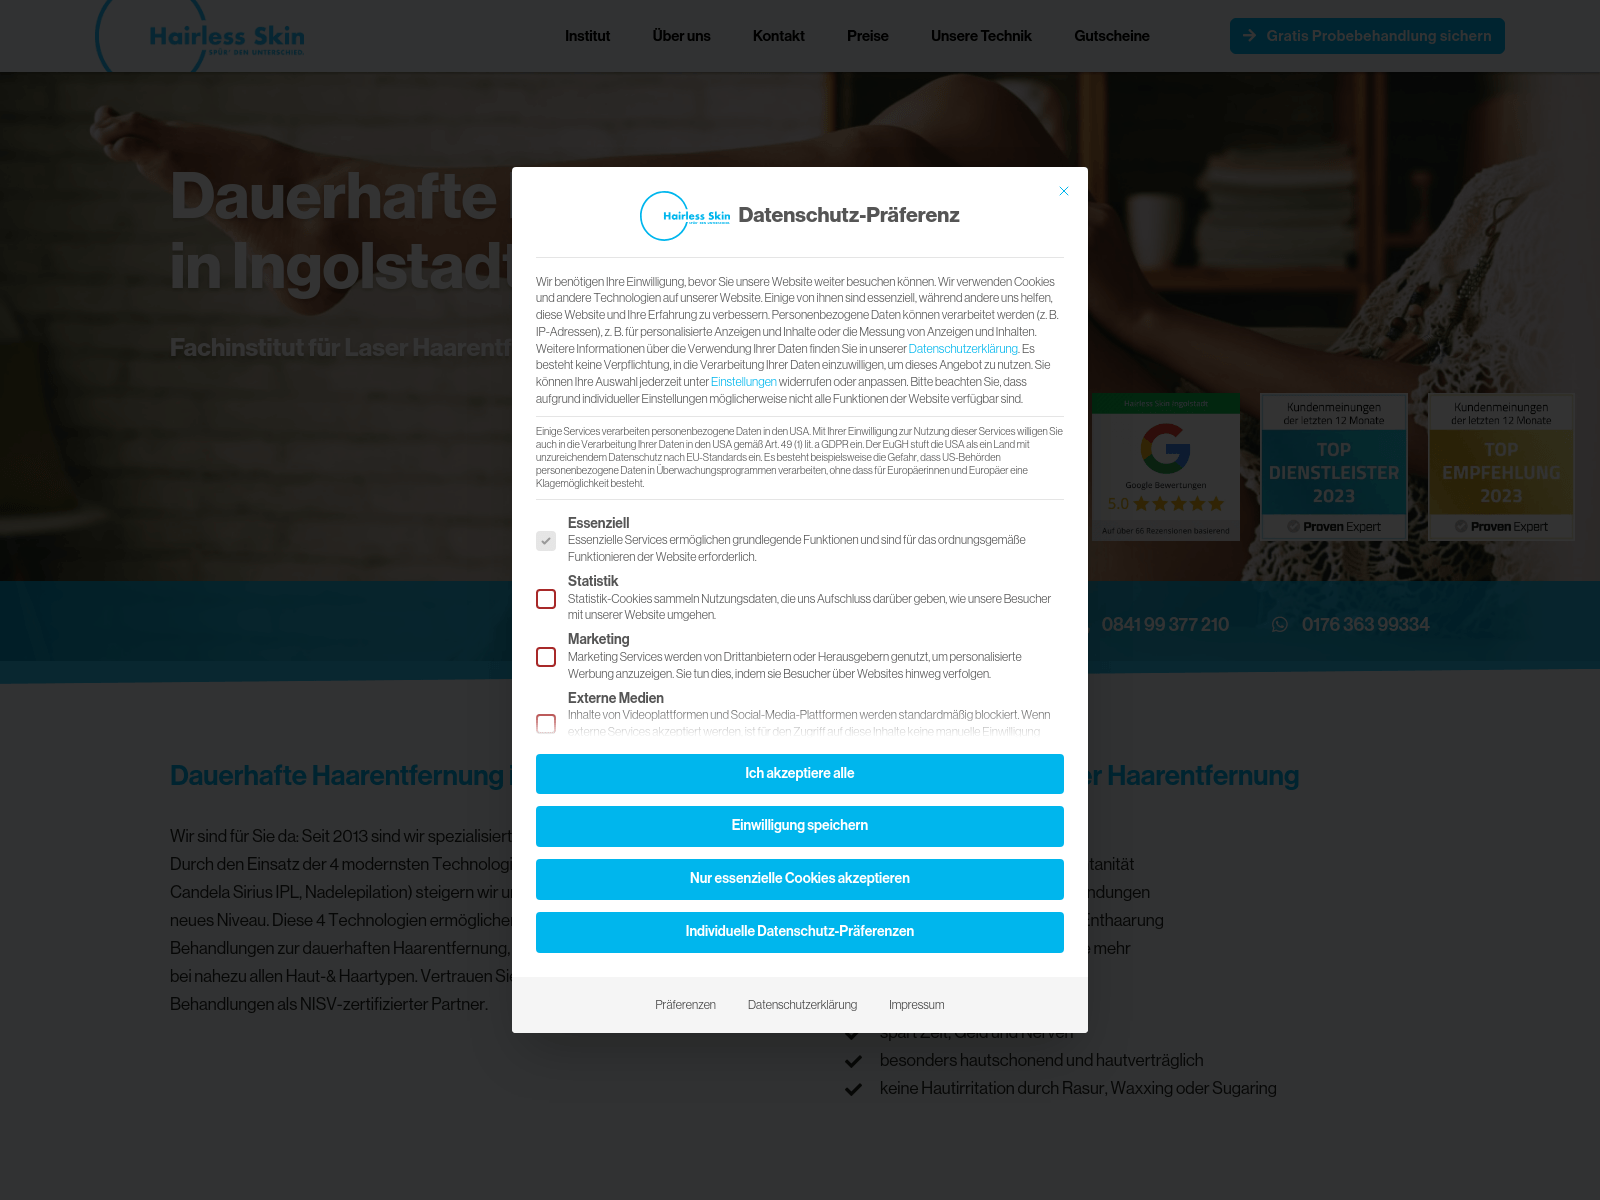 Hairless Skin
SPÜR' DEN UNTERSCHIED.
Institut
Über uns
Kontakt
Preise
Unsere Technik
Gutscheine
Gratis Probebehandlung sichern
Dauerhafte
in Ingolstadt
Fachinstitut für Laser Haarentf
Hairless Skin Ingolstadt
Google Bewertungen
5.0
Auf über 66 Rezensionen basierend
Kundenmeinungen
der letzten 12 Monate
TOP
DIENSTLEISTER
2023
Proven Expert
Kundenmeinungen
der letzten 12 Monate
TOP
EMPFEHLUNG
2023
Proven Expert
0841 99 377 210
0176 363 99334
Hairless Skin
Datenschutz-Präferenz
Wir benötigen Ihre Einwilligung, bevor Sie unsere Website weiter besuchen können. Wir verwenden Cookies
und andere Technologien auf unserer Website. Einige von ihnen sind essenziell, während andere uns helfen,
diese Website und Ihre Erfahrung zu verbessern. Personenbezogene Daten können verarbeitet werden (z. B.
IP-Adressen), z. B. für personalisierte Anzeigen und Inhalte oder die Messung von Anzeigen und Inhalten.
Weitere Informationen über die Verwendung Ihrer Daten finden Sie in unserer Datenschutzerklärung. Es
besteht keine Verpflichtung, in die Verarbeitung Ihrer Daten einzuwilligen, um dieses Angebot zu nutzen. Sie
können Ihre Auswahl jederzeit unter Einstellungen widerrufen oder anpassen. Bitte beachten Sie, dass
aufgrund individueller Einstellungen möglicherweise nicht alle Funktionen der Website verfügbar sind.
Einige Services verarbeiten personenbezogene Daten in den USA. Mit Ihrer Einwilligung zur Nutzung dieser Services willigen Sie
auch in die Verarbeitung Ihrer Daten in den USA gemäß Art. 49 (1) lit. a GDPR ein. Der EuGH stuft die USA als ein Land mit
unzureichendem Datenschutz nach EU-Standards ein. Es besteht beispielsweise die Gefahr, dass US-Behörden
personenbezogene Daten in Überwachungsprogrammen verarbeiten, ohne dass für Europäerinnen und Europäer eine
Klagemöglichkeit besteht.
Essenziell
Essenzielle Services ermöglichen grundlegende Funktionen und sind für das ordnungsgemäße
Funktionieren der Website erforderlich.
Statistik
Statistik-Cookies sammeln Nutzungsdaten, die uns Aufschluss darüber geben, wie unsere Besucher
mit unserer Website umgehen.
Marketing
Marketing Services werden von Drittanbietern oder Herausgebern genutzt, um personalisierte
Werbung anzuzeigen. Sie tun dies, indem sie Besucher über Websites hinweg verfolgen.
Externe Medien
Inhalte von Videoplattformen und Social-Media-Plattformen werden standardmäßig blockiert. Wenn
externe Services akzeptiert werden, ist für den Zugriff auf diese Inhalte keine manuelle Einwilligung
Ich akzeptiere alle
Einwilligung speichern
Nur essenzielle Cookies akzeptieren
Individuelle Datenschutz-Präferenzen
Präferenzen
Datenschutzerklärung
Impressum
Dauerhafte Haarentfernung
Wir sind für Sie da: Seit 2013 sind wir spezialisiert
Durch den Einsatz der 4 modernsten Technologi
Candela Sirius IPL, Nadelepilation) steigern wir u
neues Niveau. Diese 4 Technologien ermögliche
Behandlungen zur dauerhaften Haarentfernung,
bei nahezu allen Haut-& Haartypen. Vertrauen Si
Behandlungen als NISV-zertifizierter Partner.
er Haarentfernung
tanität
ndungen
Enthaarung
e mehr
spart Zeit, Geld und Nerven
besonders hautschonend und hautverträglich
keine Hautirritation durch Rasur, Waxxing oder Sugaring